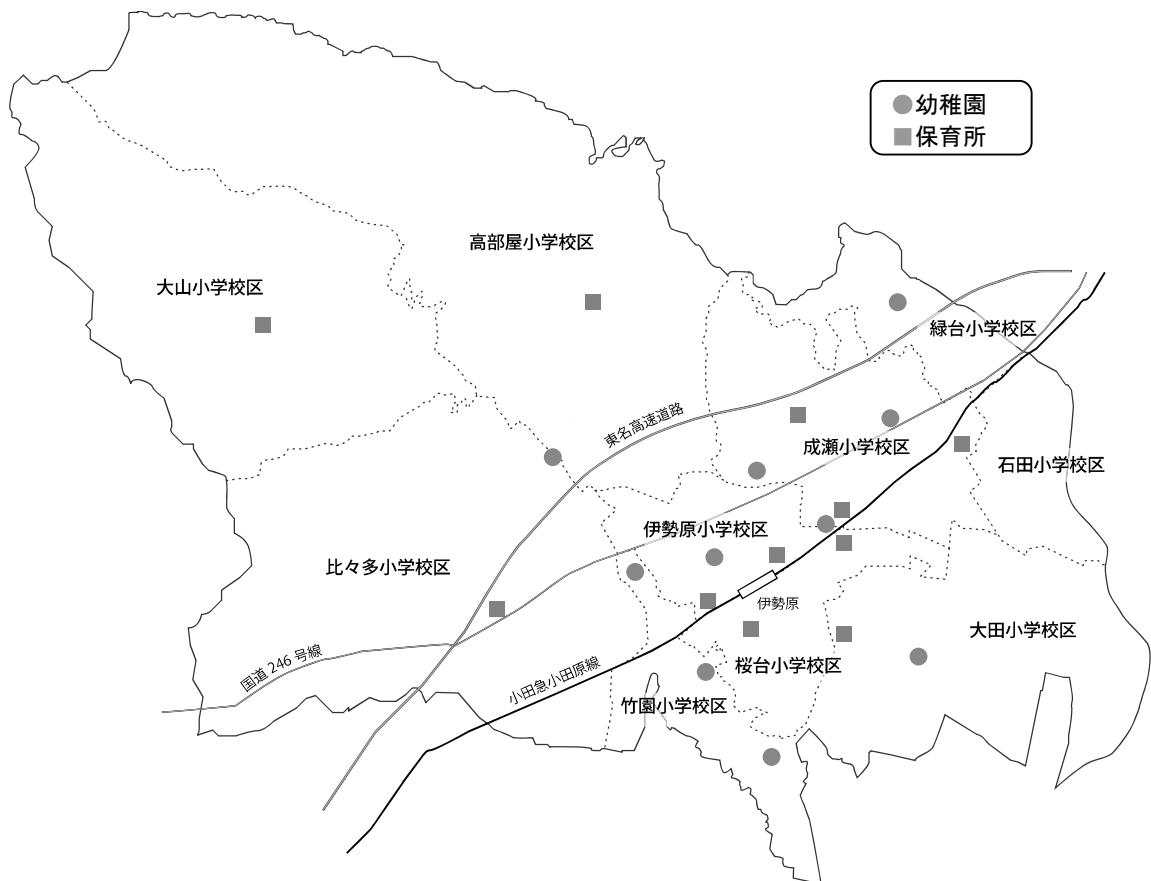 幼稚園
保育所
高部屋小学校区
大山小学校区
緑台小学校区
東名高速道路
成瀬小学校区
石田小学校区
伊勢原小学校区
比々多小学校区
伊勢原
大田小学校区
国道246号線
桜台小学校区
小田急小田原線
竹園小学校区